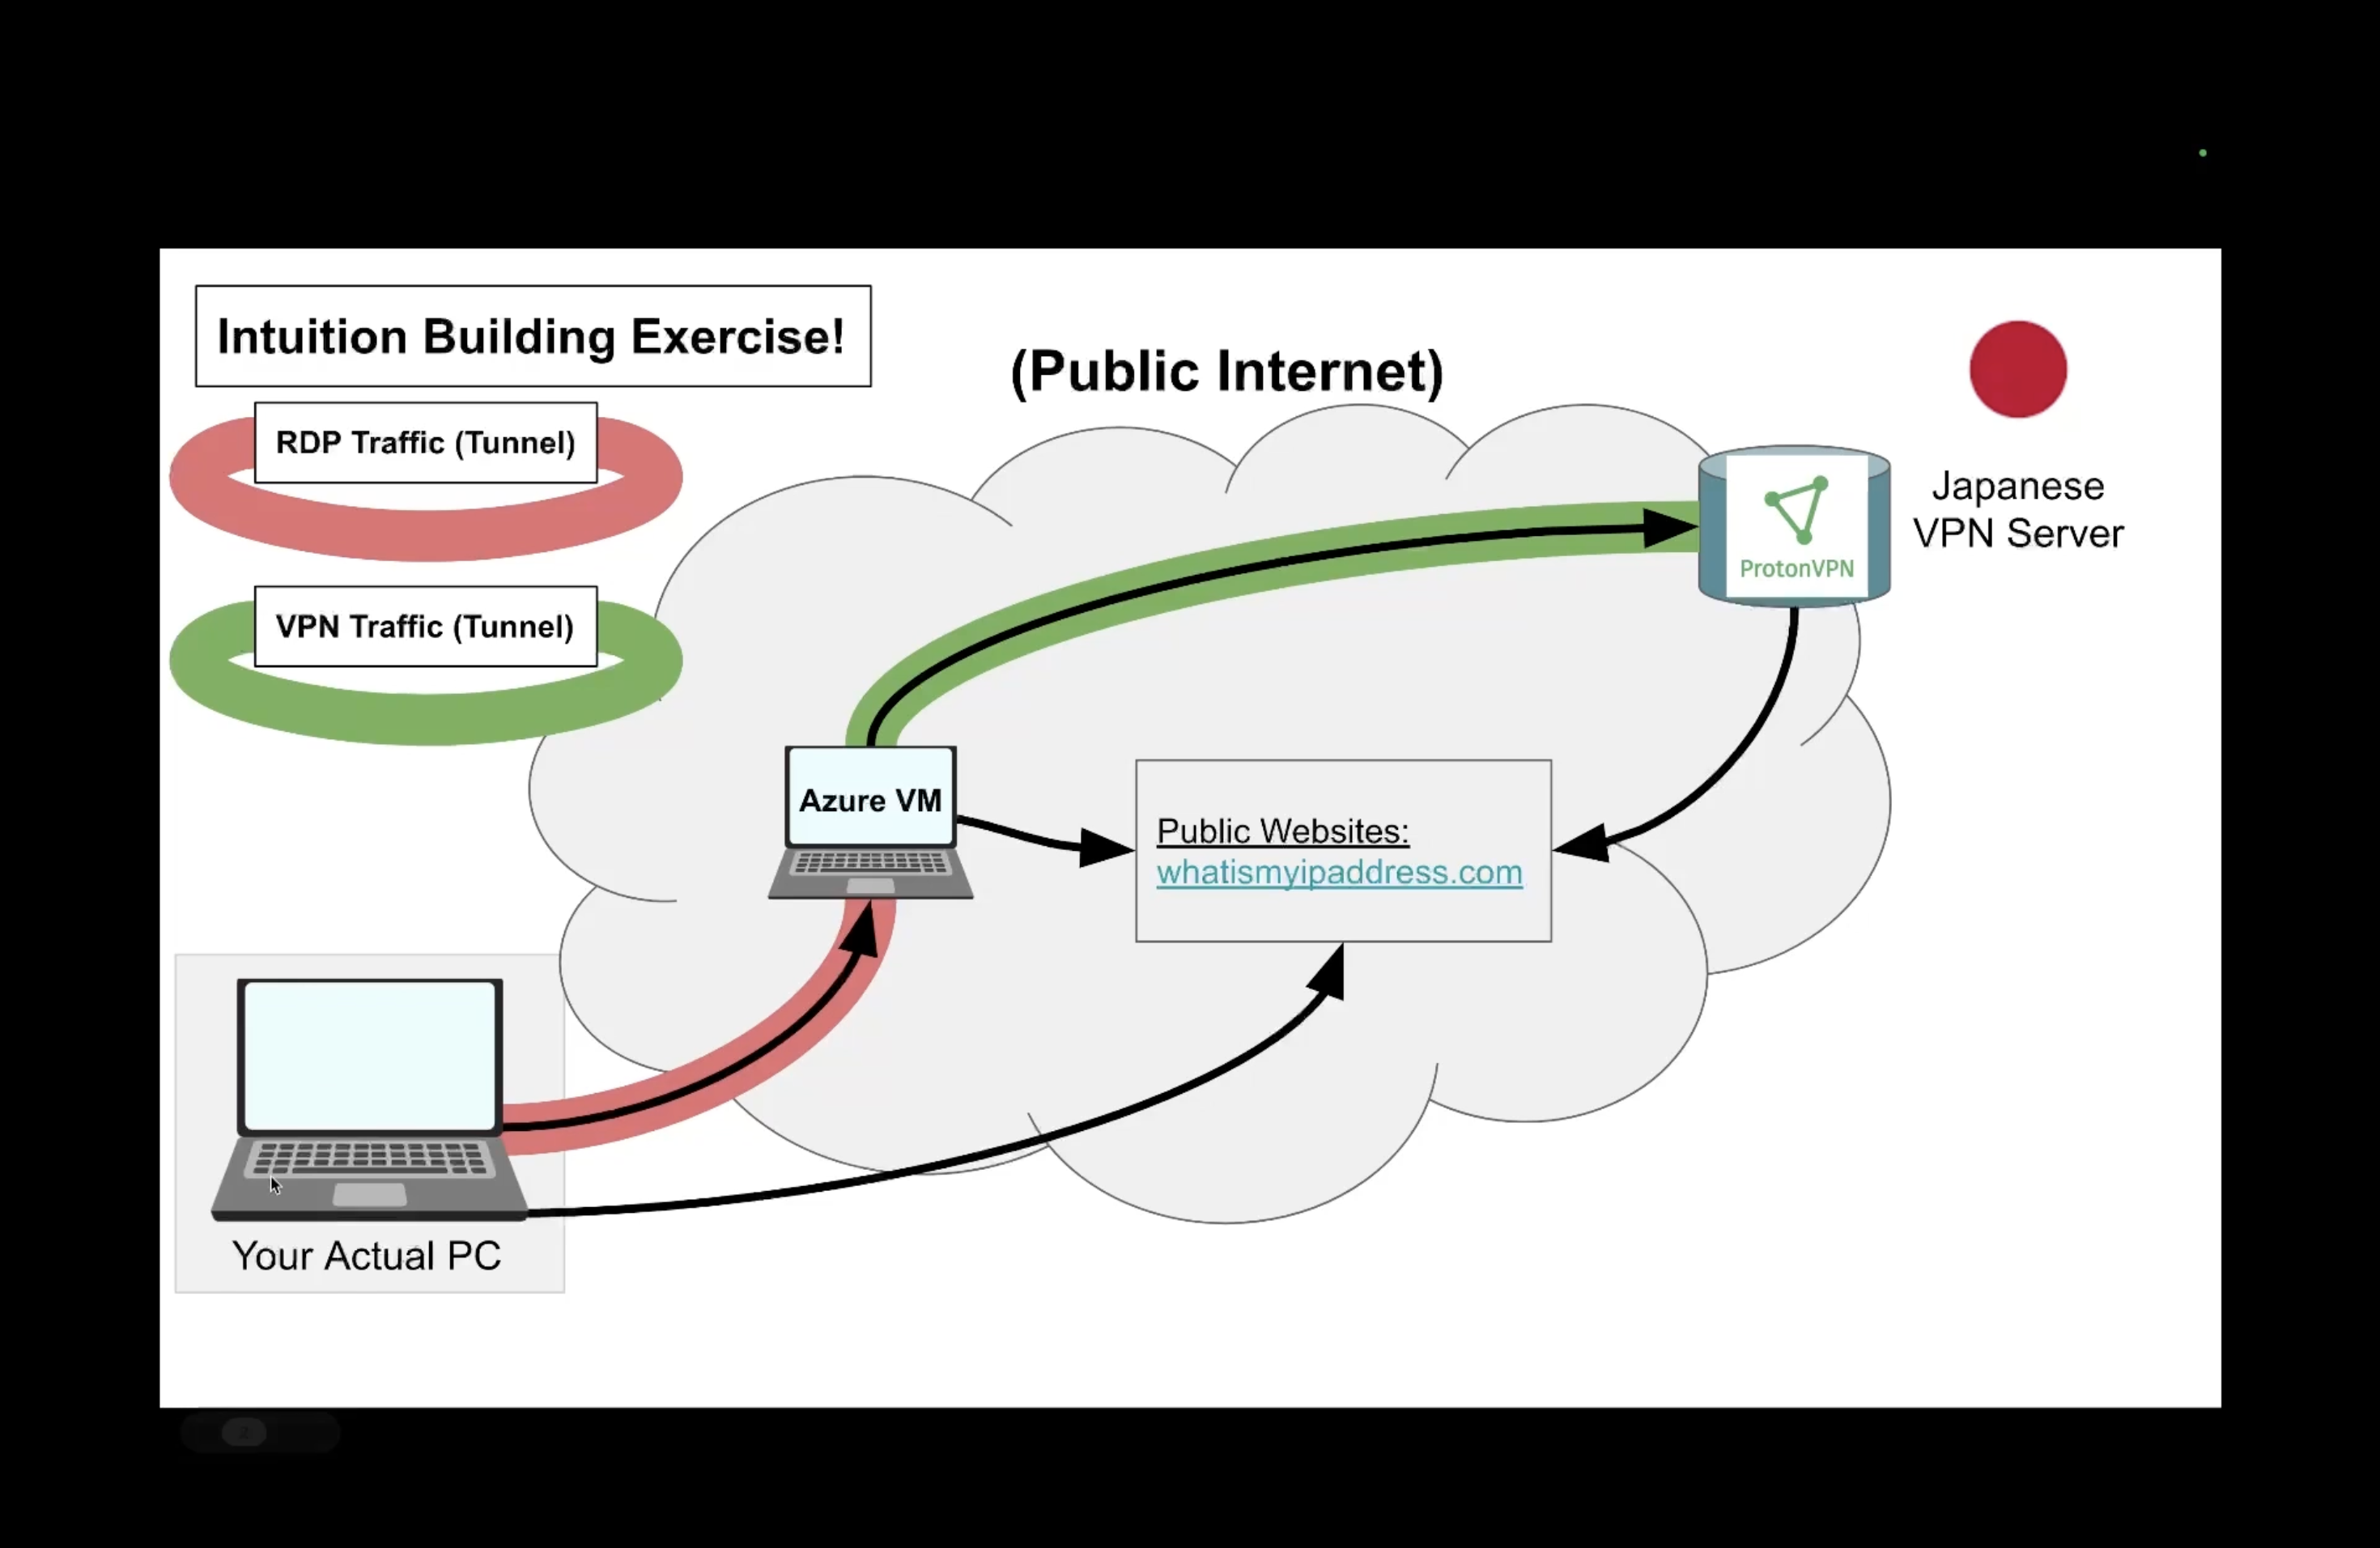 Intuition Building Exercise!
(Public Internet)
RDP Traffic (Tunnel)
VPN Traffic (Tunnel)
Japanese
VPN Server
ProtonVPN
Azure VM
Public Websites:
whatismyipaddress.com
Your Actual PC
2